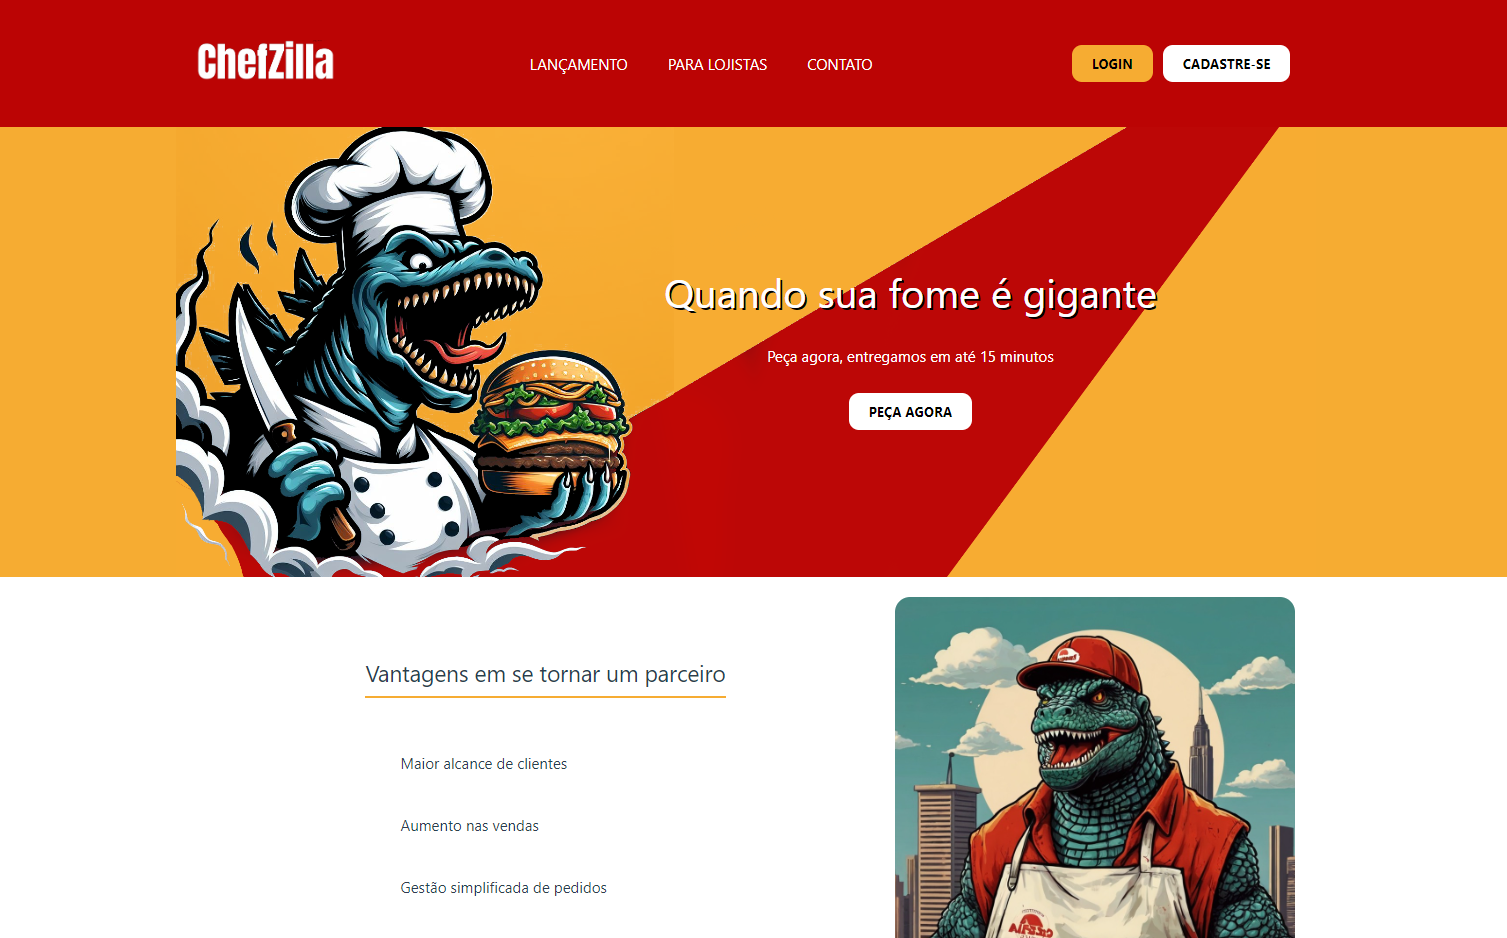 ChefZilla
LANÇAMENTO PARA LOJISTAS CONTATO
LOGIN CADASTRE-SE
Quando sua fome é gigante
Peça agora, entregamos em até 15 minutos
PEÇA AGORA
Vantagens em se tornar um parceiro
Maior alcance de clientes
Aumento nas vendas
Gestão simplificada de pedidos